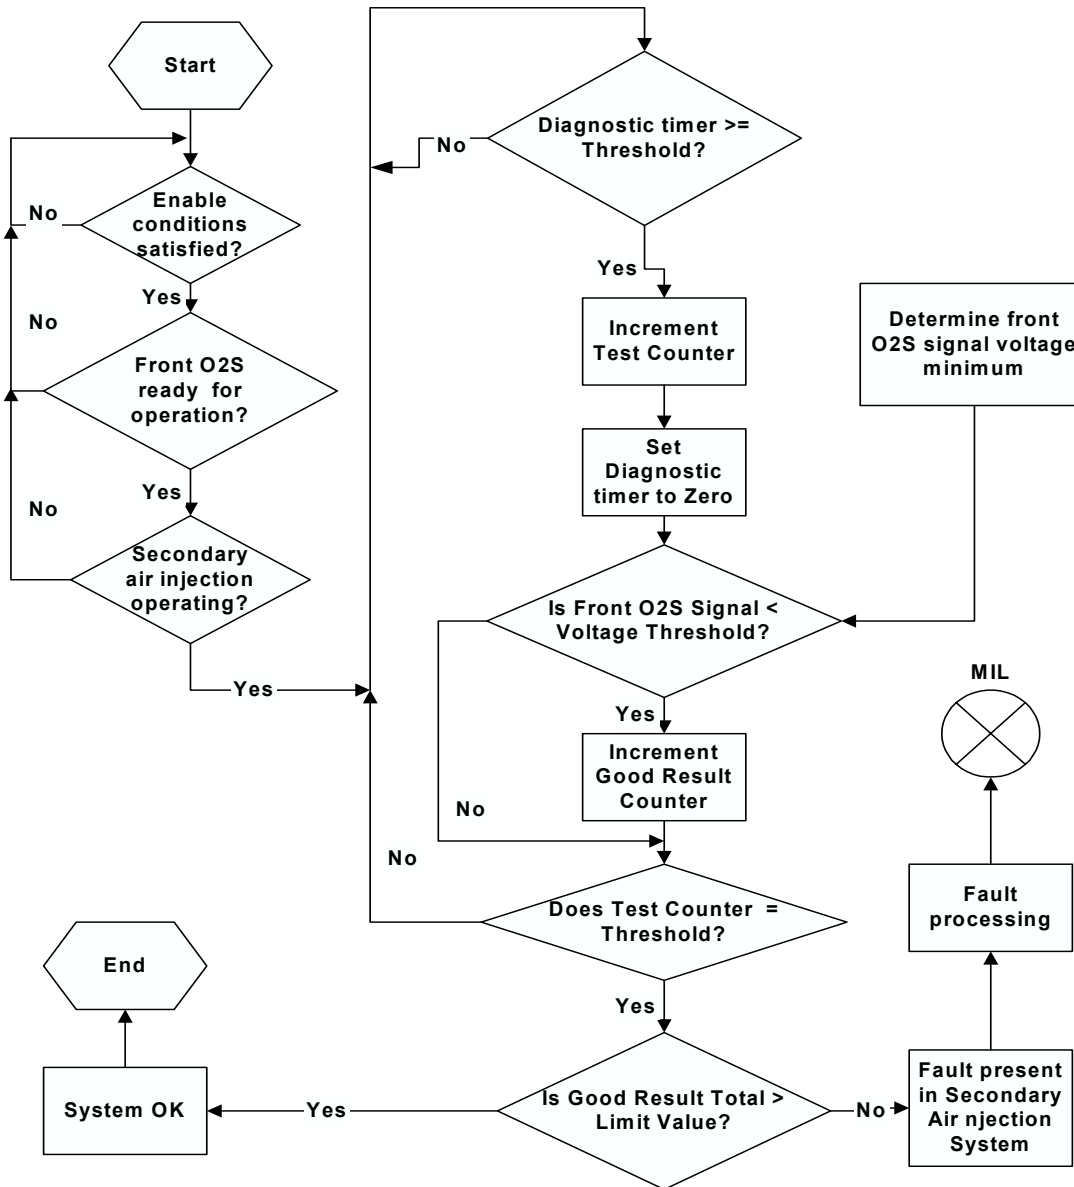 Start
Enable
conditions
satisfied?
No
Yes
Front O2S
ready for
operation?
No
Yes
Secondary
air injection
operating?
No
Yes
Diagnostic timer >=
Threshold?
No
Yes
Increment
Test Counter
Set
Diagnostic
timer to Zero
Determine front
O2S signal voltage
minimum
Is Front O2S Signal <
Voltage Threshold?
Yes
No
Increment
Good Result
Counter
Does Test Counter =
Threshold?
No
Yes
Is Good Result Total >
Limit Value?
Yes
No
System OK
End
Fault present
in Secondary
Air njection
System
Fault
processing
MIL